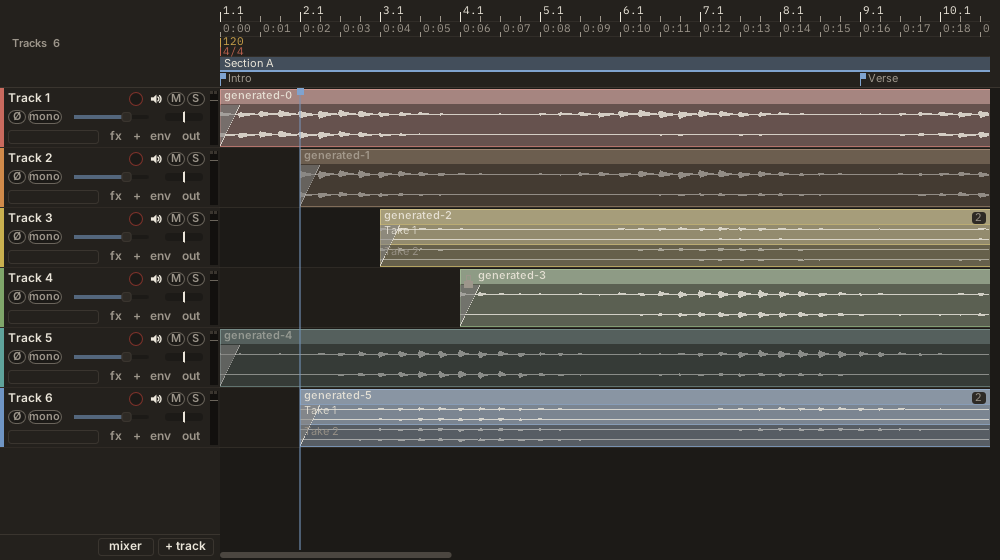 1.1 2.1 3.1 4.1 5.1 6.1 7.1 8.1 9.1 10.1
0:00 0:01 0:02 0:03 0:04 0:05 0:06 0:07 0:08 0:09 0:10 0:11 0:12 0:13 0:14 0:15 0:16 0:17 0:18 0
Tracks 6
120
4/4
Section A
Intro Verse
Track 1 M S
Ø mono
fx + env out
generated-0
Track 2 M S
Ø mono
fx + env out
generated-1
Track 3 M S
Ø mono
fx + env out
generated-2 2
Take 1
Take 2
Track 4 M S
Ø mono
fx + env out
generated-3
Track 5 M S
Ø mono
fx + env out
generated-4
Track 6 M S
Ø mono
fx + env out
generated-5 2
Take 1
Take 2
mixer + track